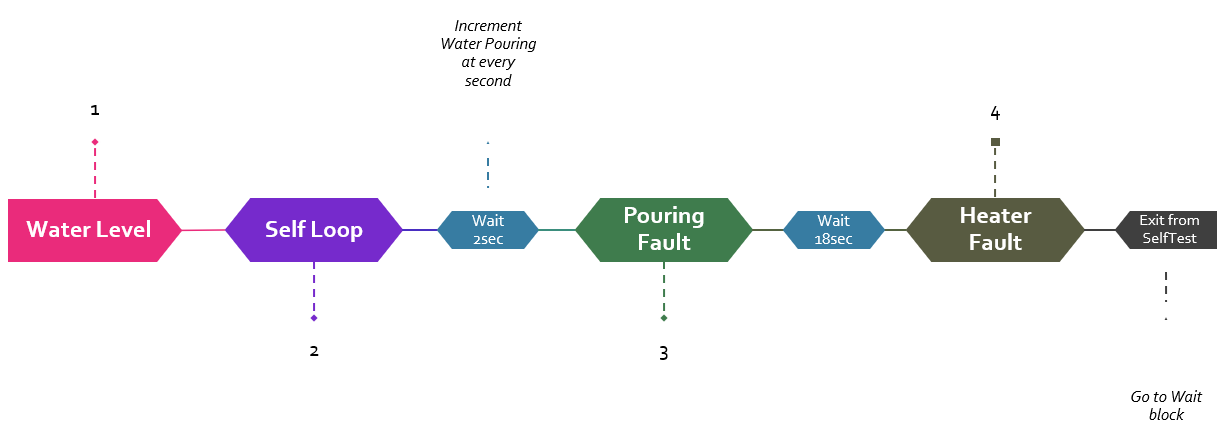 Increment
Water Pouring
at every
second
1
4
Water Level
Self Loop
Wait
2sec
Pouring
Fault
Wait
18sec
Heater
Fault
Exit from
SelfTest
2
3
Go to Wait
block